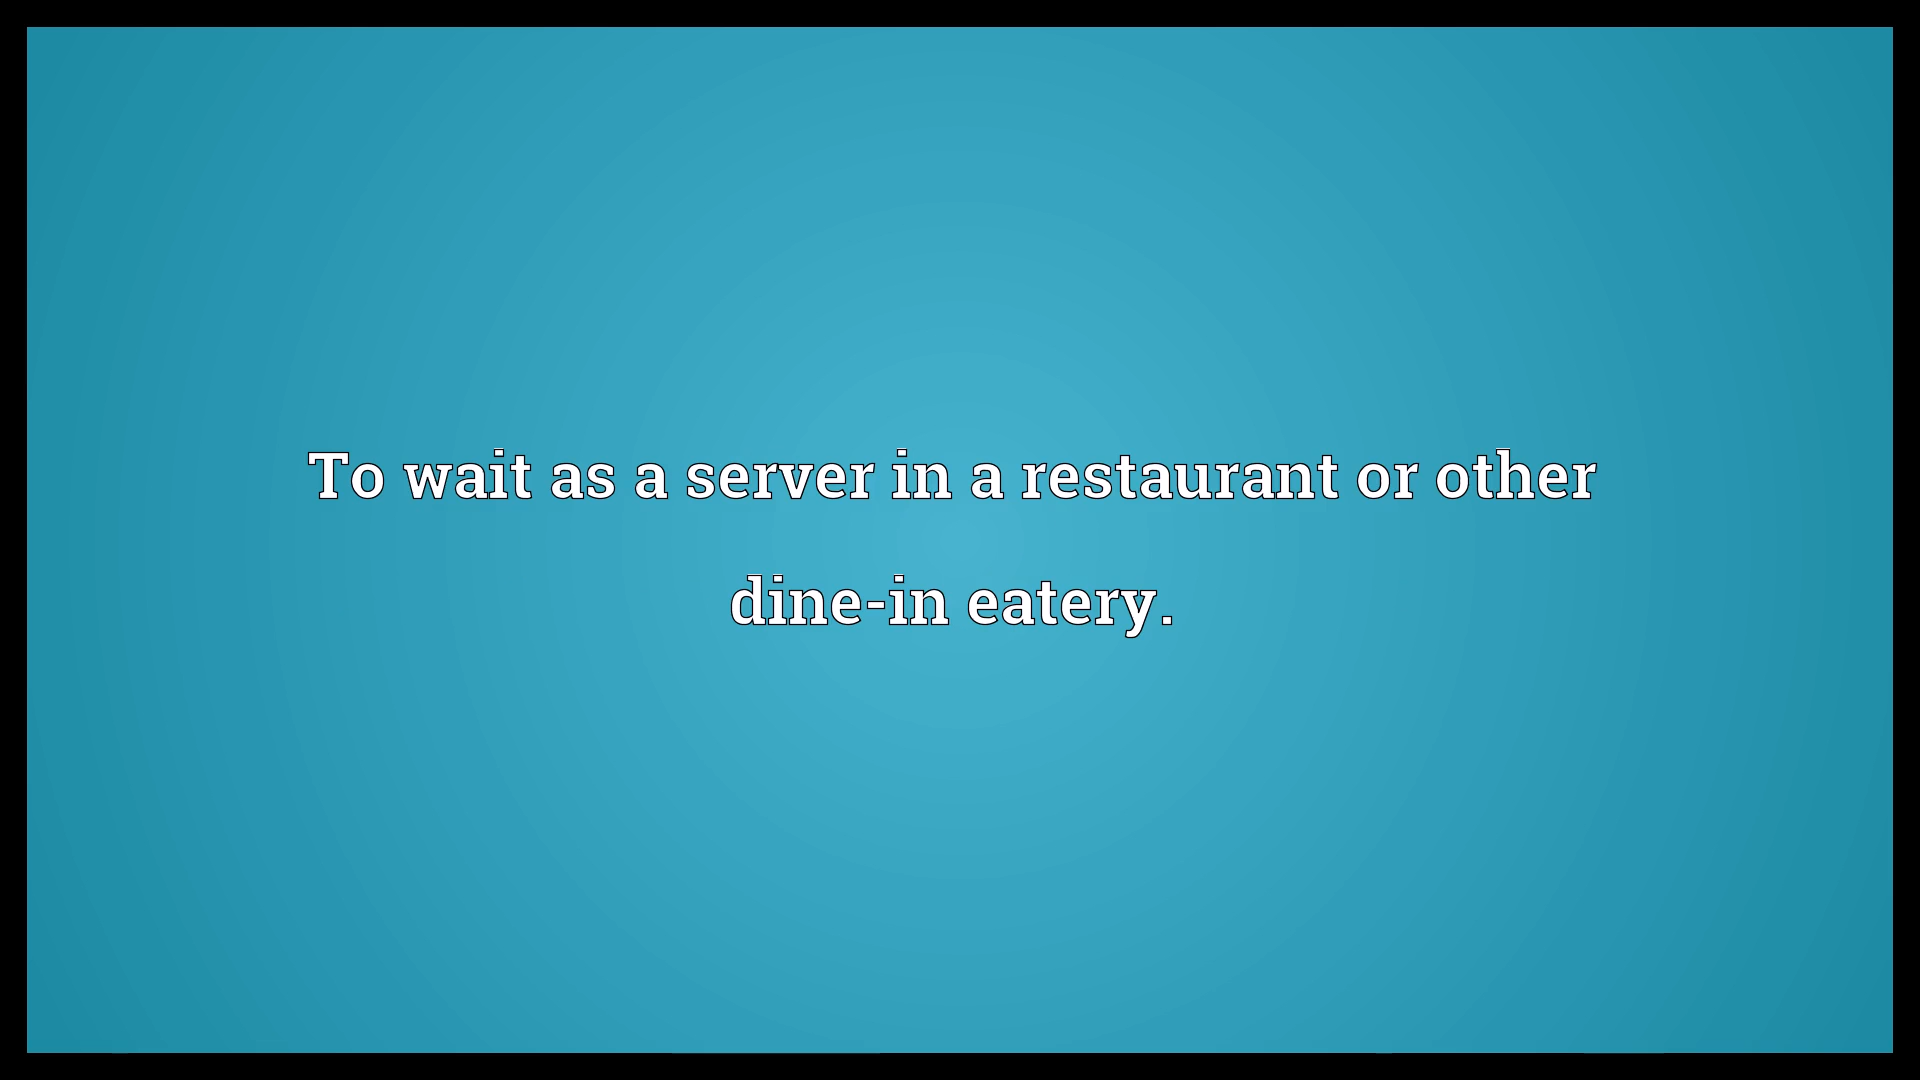 To wait as a server in a restaurant or other
dine-in eatery.